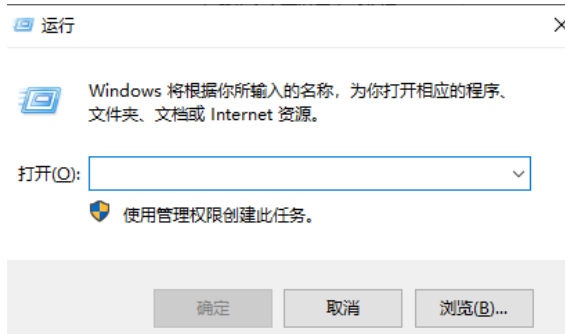 运行
Windows 将根据你所输入的名称，为你打开相应的程序、
文件夹、文档或 Internet 资源。
打开(O):
使用管理权限创建此任务。
确定
取消
浏览(B)...